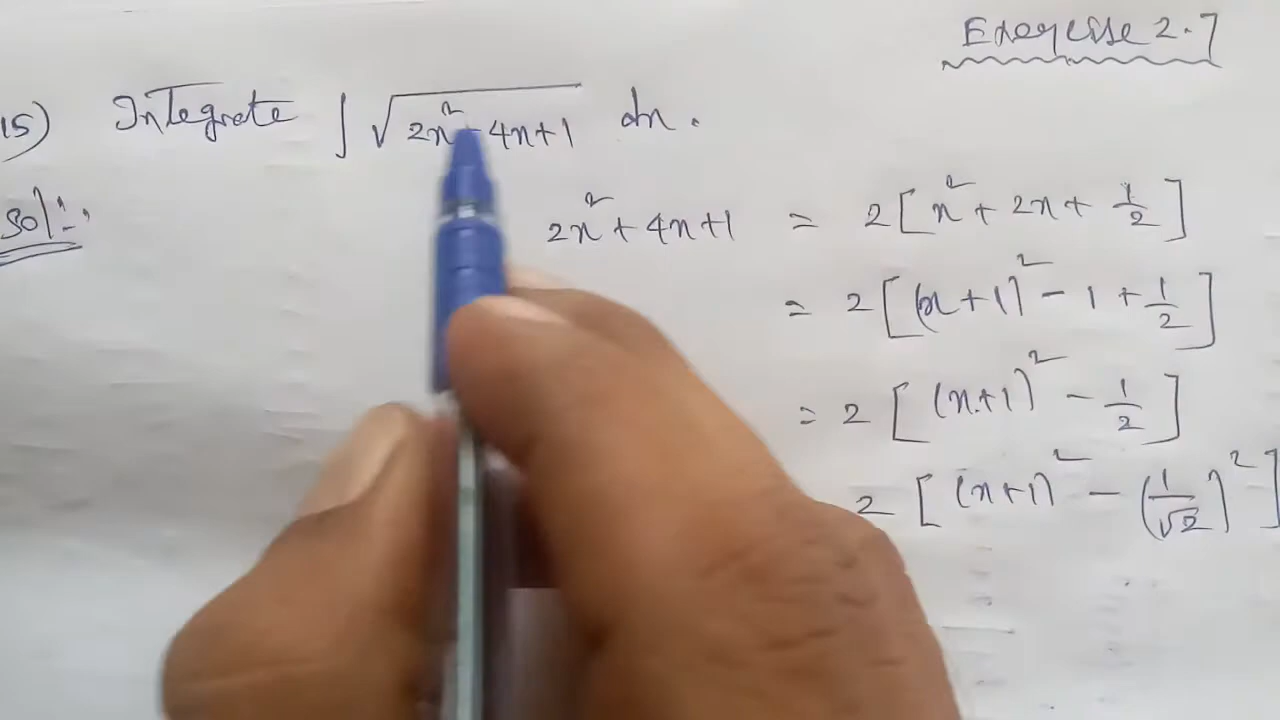 Exercise 2.7
15) Integrate ∫ √2x² + 4x+1 dx.
Sol:-
2x² + 4x+1 = 2[x² + 2x + 1/2]
= 2[(x+1)² - 1 + 1/2]
= 2[(x+1)² - 1/2]
2[(x+1)² - (1/√2)²]